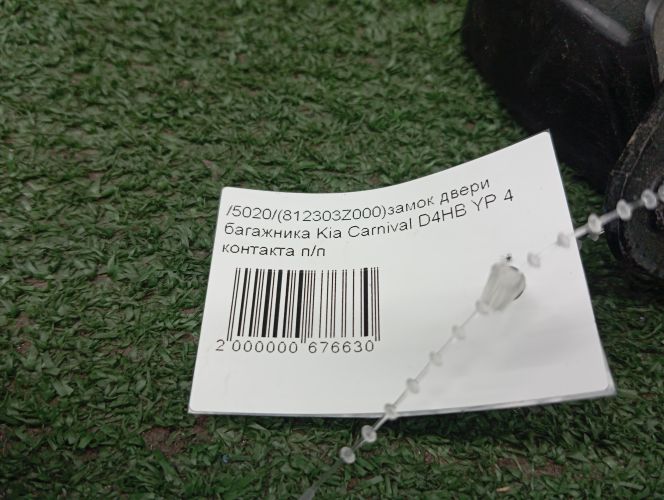 /5020/(812303Z000)замок двери
багажника Kia Carnival D4HB YP 4
контакта п/п
2 000000 676630